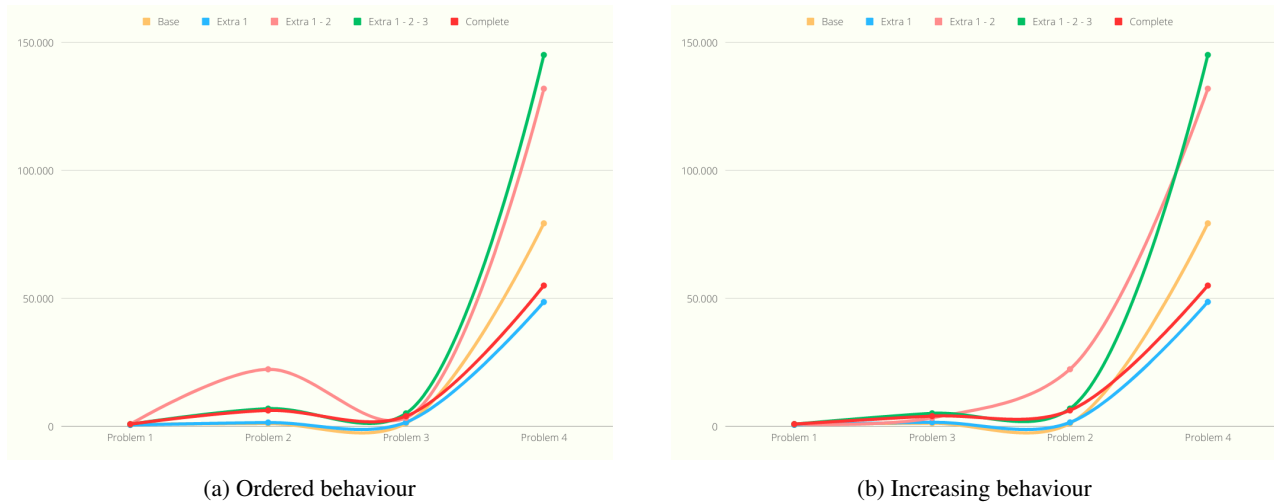 Base Extra 1 Extra 1 - 2 Extra 1 - 2 - 3 Complete
150.000
100.000
50.000
0
Problem 1 Problem 2 Problem 3 Problem 4
(a) Ordered behaviour
Base Extra 1 Extra 1 - 2 Extra 1 - 2 - 3 Complete
150.000
100.000
50.000
0
Problem 1 Problem 3 Problem 2 Problem 4
(b) Increasing behaviour